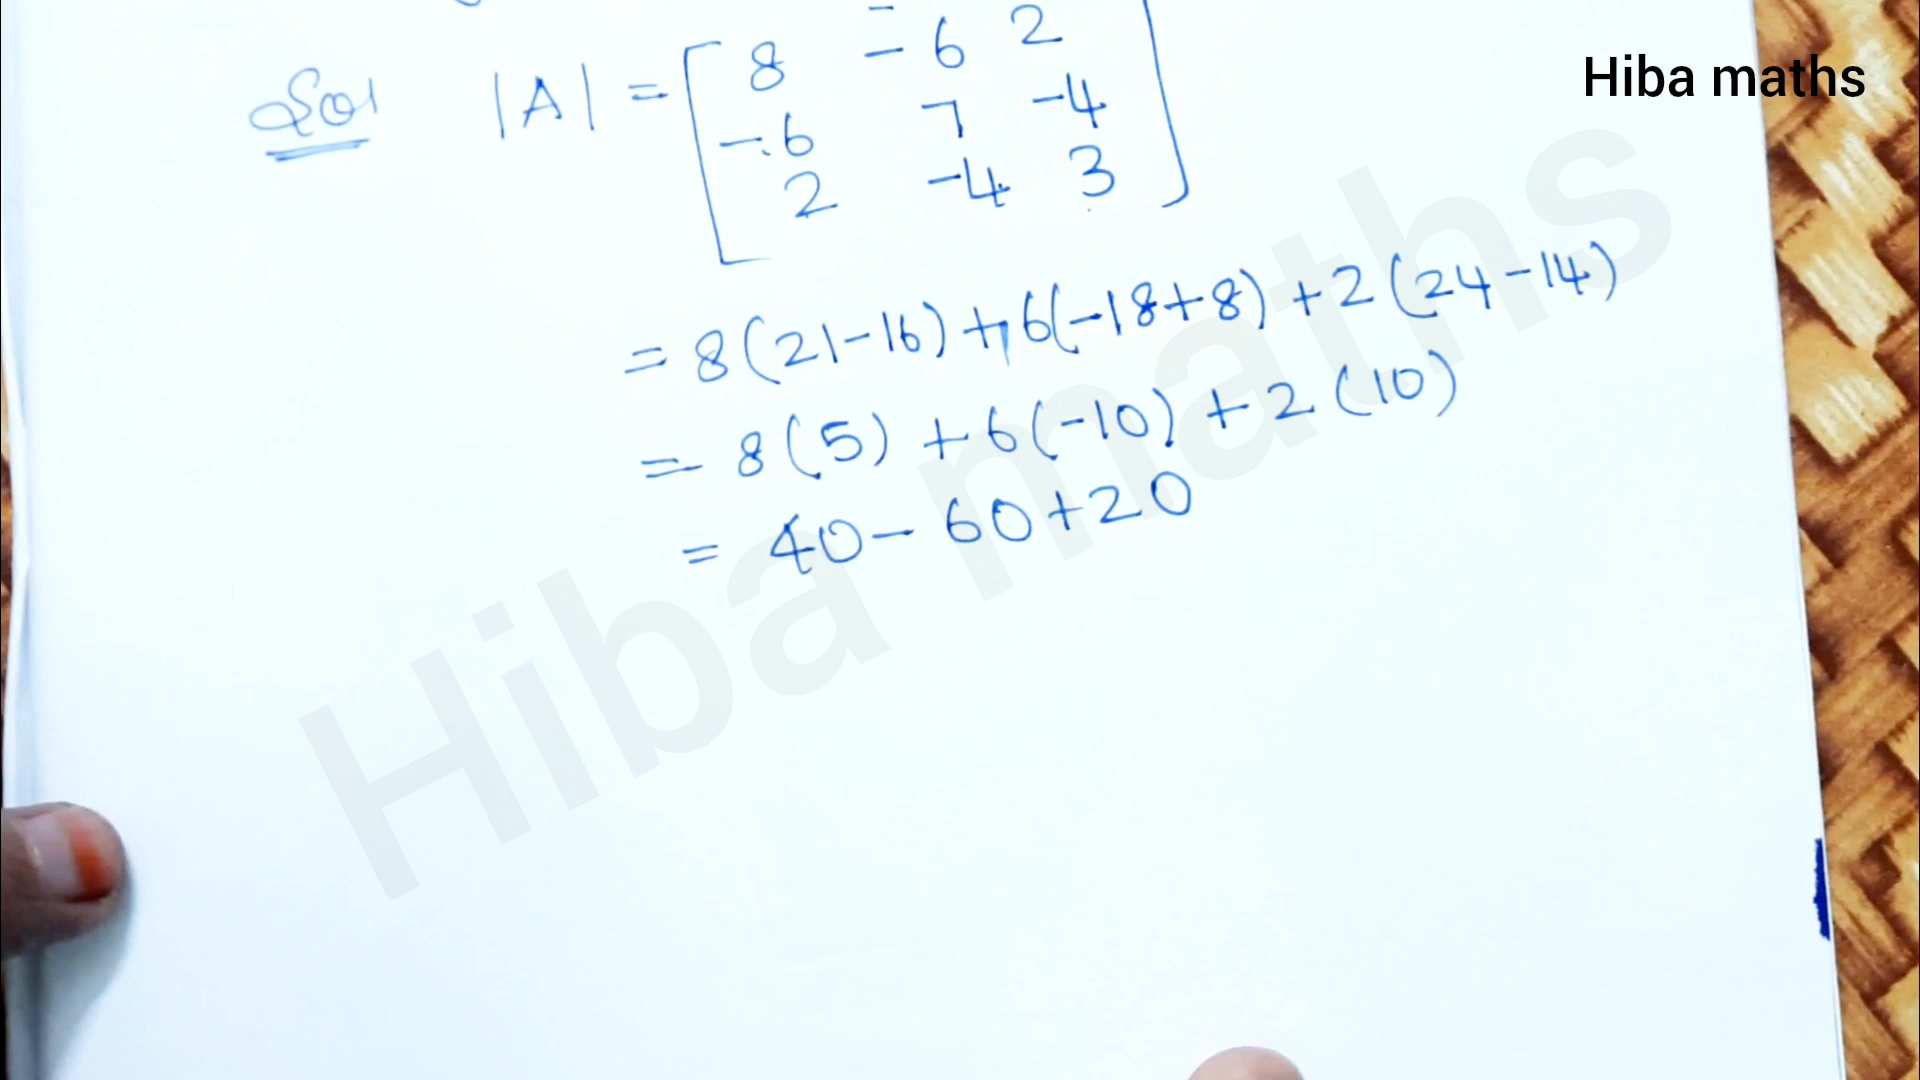 Hiba maths
Sol |A| = [ 8 -6 2
-6 7 -4
2 -4 3 ]
= 8(21-16)+6(-18+8)+2(24-14)
= 8(5)+6(-10)+2(10)
= 40-60+20
Hiba maths